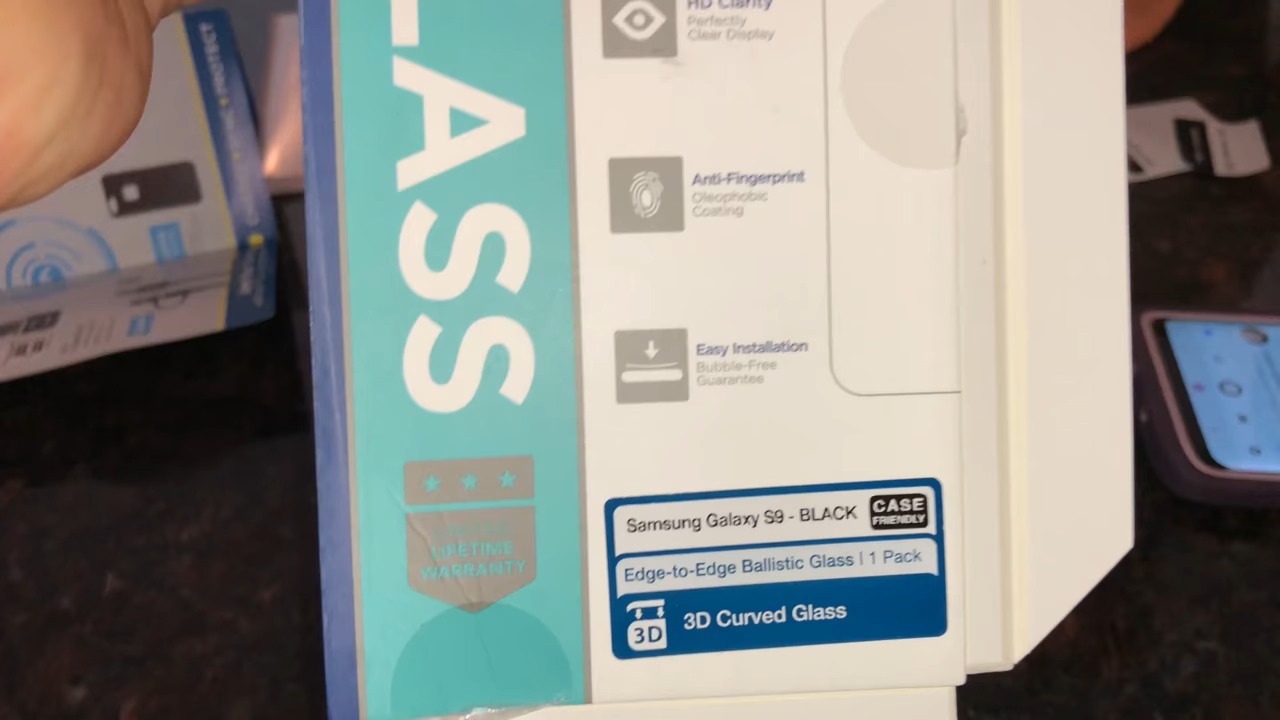 LASS
HD Clarity
Perfectly
Clear Display
Anti-Fingerprint
Oleophobic
Coating
Easy Installation
Bubble-Free
Guarantee
LIFETIME
WARRANTY
Samsung Galaxy S9 - BLACK
CASE
FRIENDLY
Edge-to-Edge Ballistic Glass | 1 Pack
3D
3D Curved Glass
PROTECT